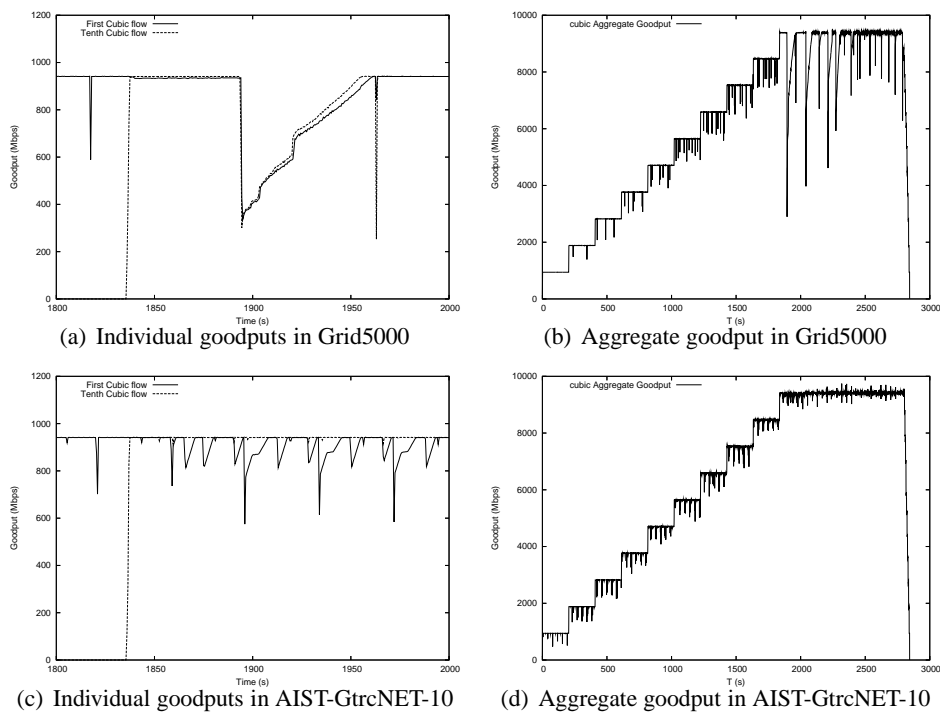 1200
1000
800
600
400
200
0
Goodput (Mbps)
First Cubic flow
Tenth Cubic flow
1800 1850 1900 1950 2000
Time (s)
(a) Individual goodputs in Grid5000
10000
8000
6000
4000
2000
0
Goodput (Mbps)
cubic Aggregate Goodput
0 500 1000 1500 2000 2500 3000
T (s)
(b) Aggregate goodput in Grid5000
1200
1000
800
600
400
200
0
Goodput (Mbps)
First Cubic flow
Tenth Cubic flow
1800 1850 1900 1950 2000
Time (s)
(c) Individual goodputs in AIST-GtrcNET-10
10000
8000
6000
4000
2000
0
Goodput (Mbps)
cubic Aggregate Goodput
0 500 1000 1500 2000 2500 3000
T (s)
(d) Aggregate goodput in AIST-GtrcNET-10